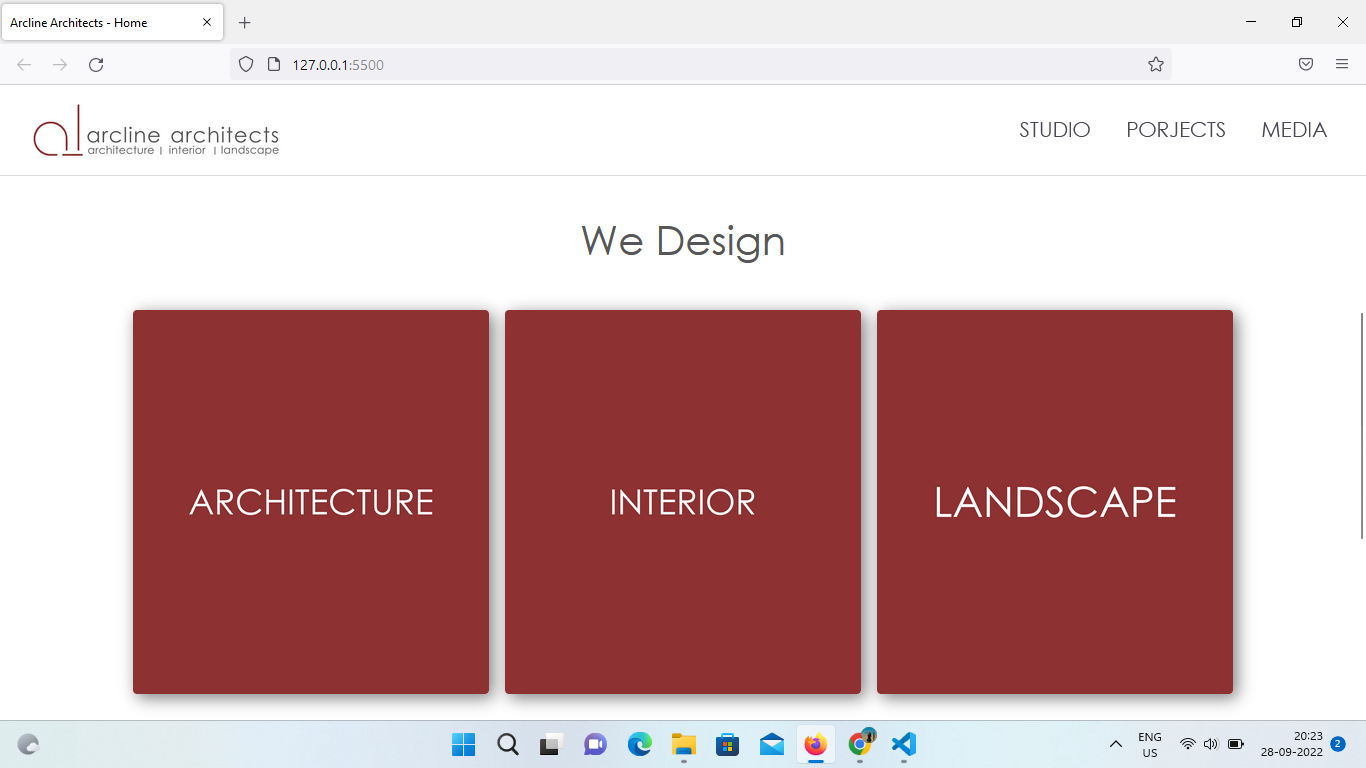 Arcline Architects - Home
127.0.0.1:5500
al arcline architects
architecture | interior | landscape
STUDIO PORJECTS MEDIA
We Design
ARCHITECTURE INTERIOR LANDSCAPE
ENG
US
20:23
28-09-2022
2